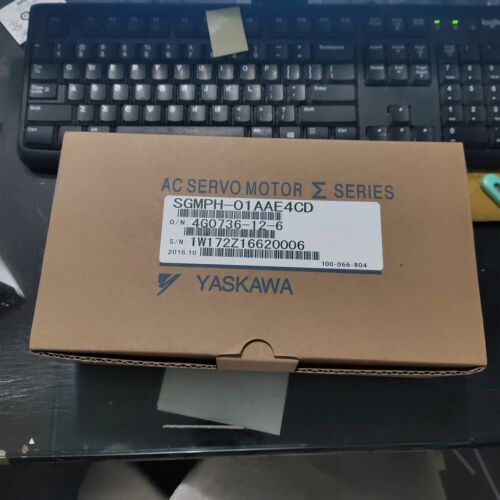 AC SERVO MOTOR Σ SERIES
SGMPH-01AAE4CD
O/N 4G0736-12-6
S/N 1W172Z16620006
2016.10
100-066-804
YASKAWA